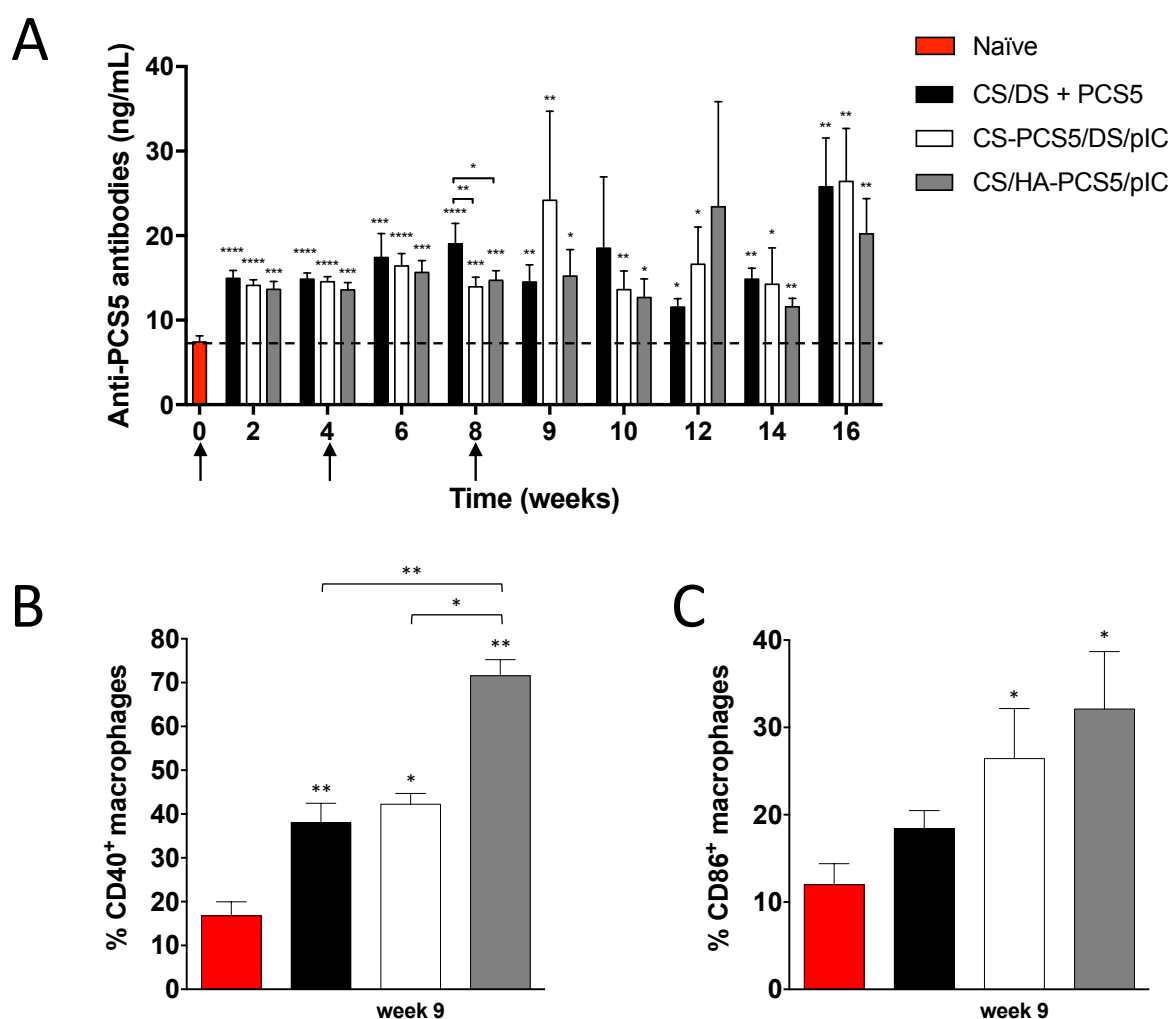 A
Anti-PCS5 antibodies (ng/mL)
40
30
20
10
0
**** **** ***
**** **** ***
*** **** ***
**** *** ***
** *
** ** *
** *
* *
** * **
** ** **
0 2 4 6 8 9 10 12 14 16
Time (weeks)
Naïve
CS/DS + PCS5
CS-PCS5/DS/pIC
CS/HA-PCS5/pIC
B
% CD40+ macrophages
80
70
60
50
40
30
20
10
0
**
*
** * **
week 9
C
% CD86+ macrophages
40
30
20
10
0
* *
week 9